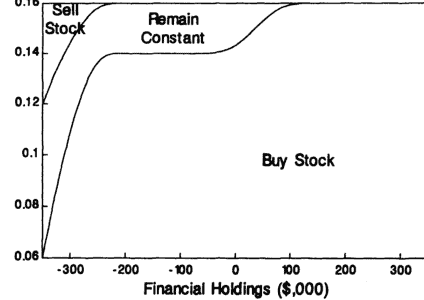 0.16
Sell
Stock
Remain
Constant
0.14
0.12
0.1
Buy Stock
0.08
0.06
-300 -200 -100 0 100 200 300
Financial Holdings ($,000)